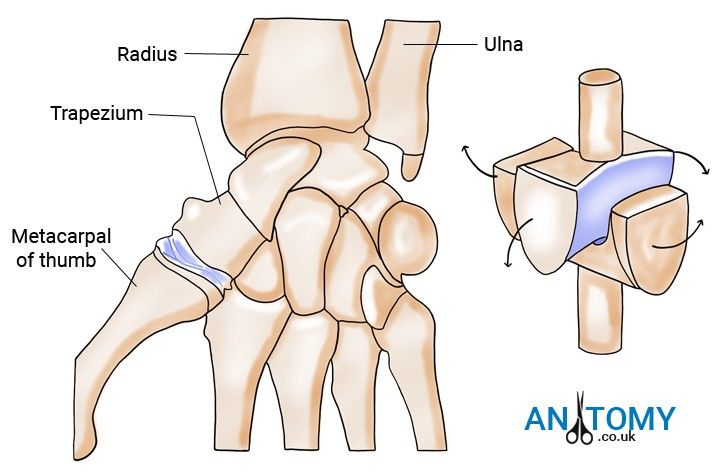 Radius
Ulna
Trapezium
Metacarpal
of thumb
ANATOMY
.co.uk